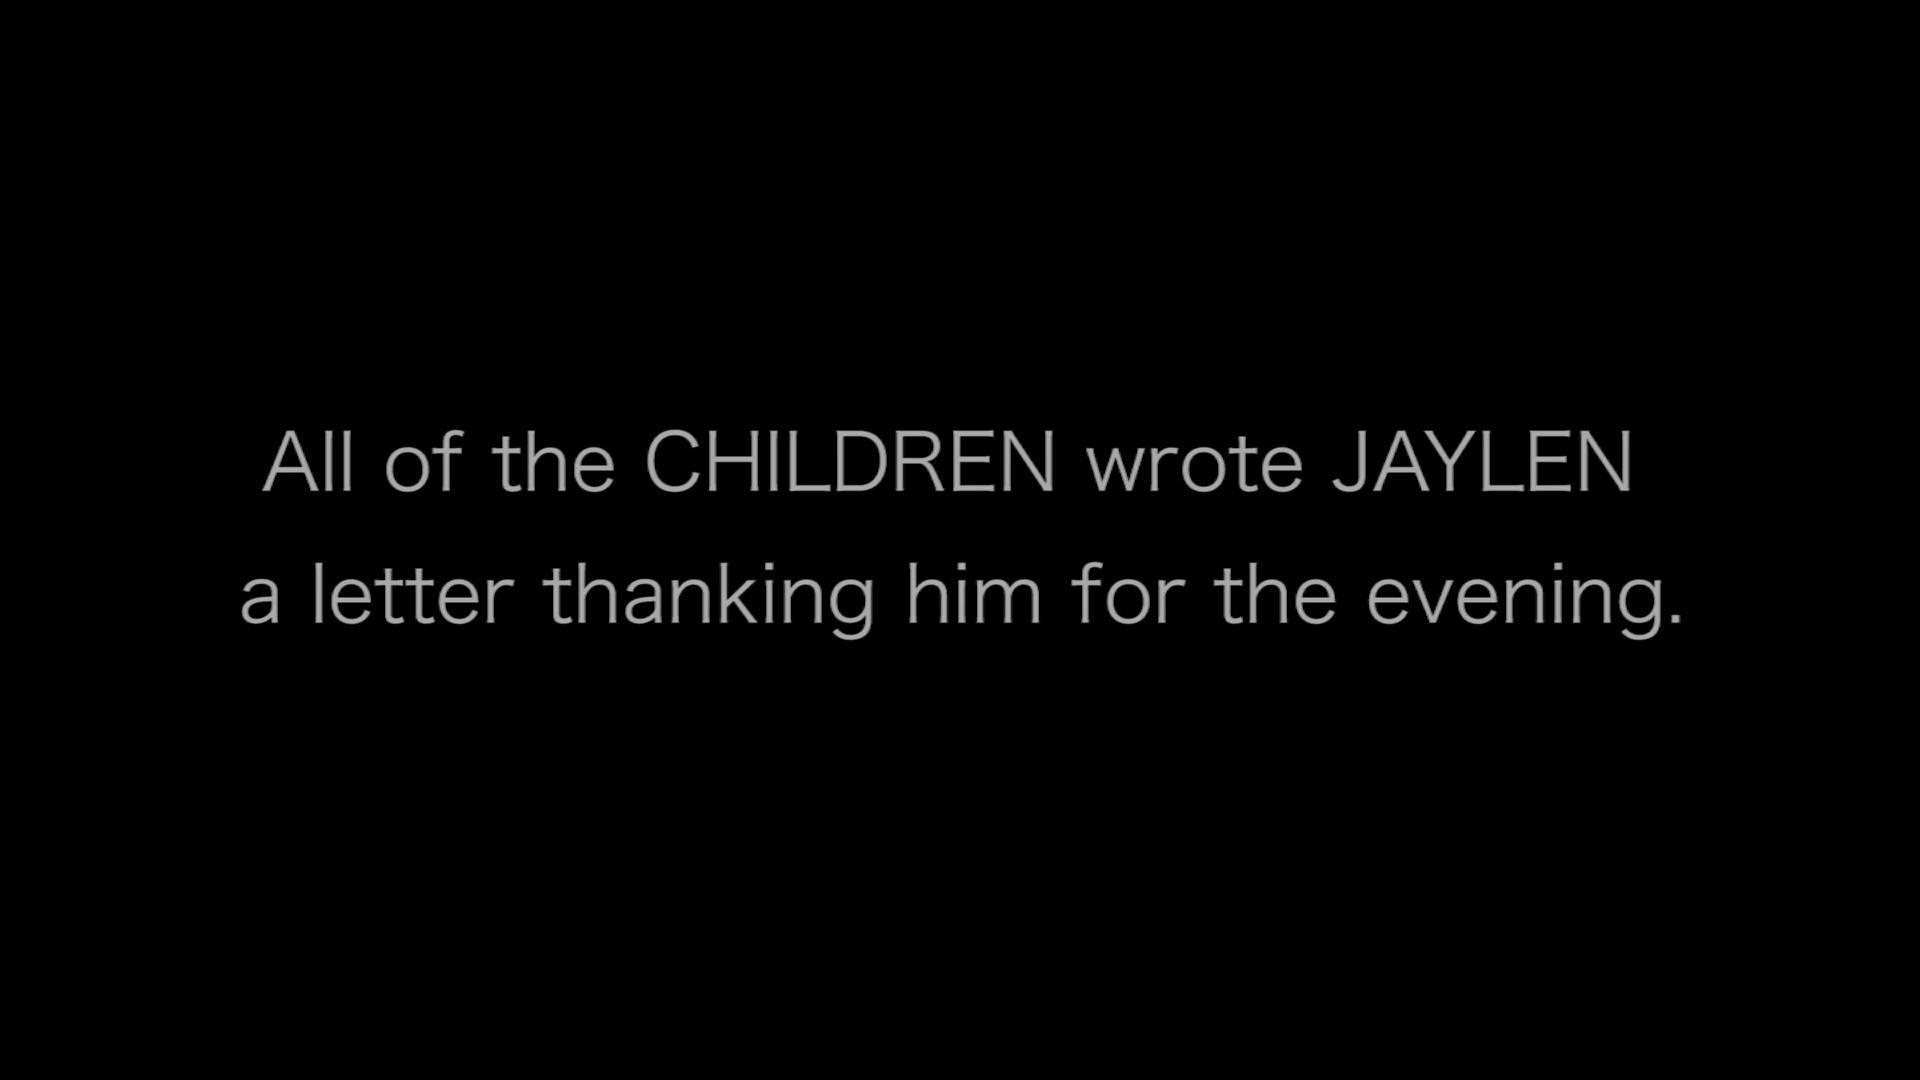 All of the CHILDREN wrote JAYLEN
a letter thanking him for the evening.